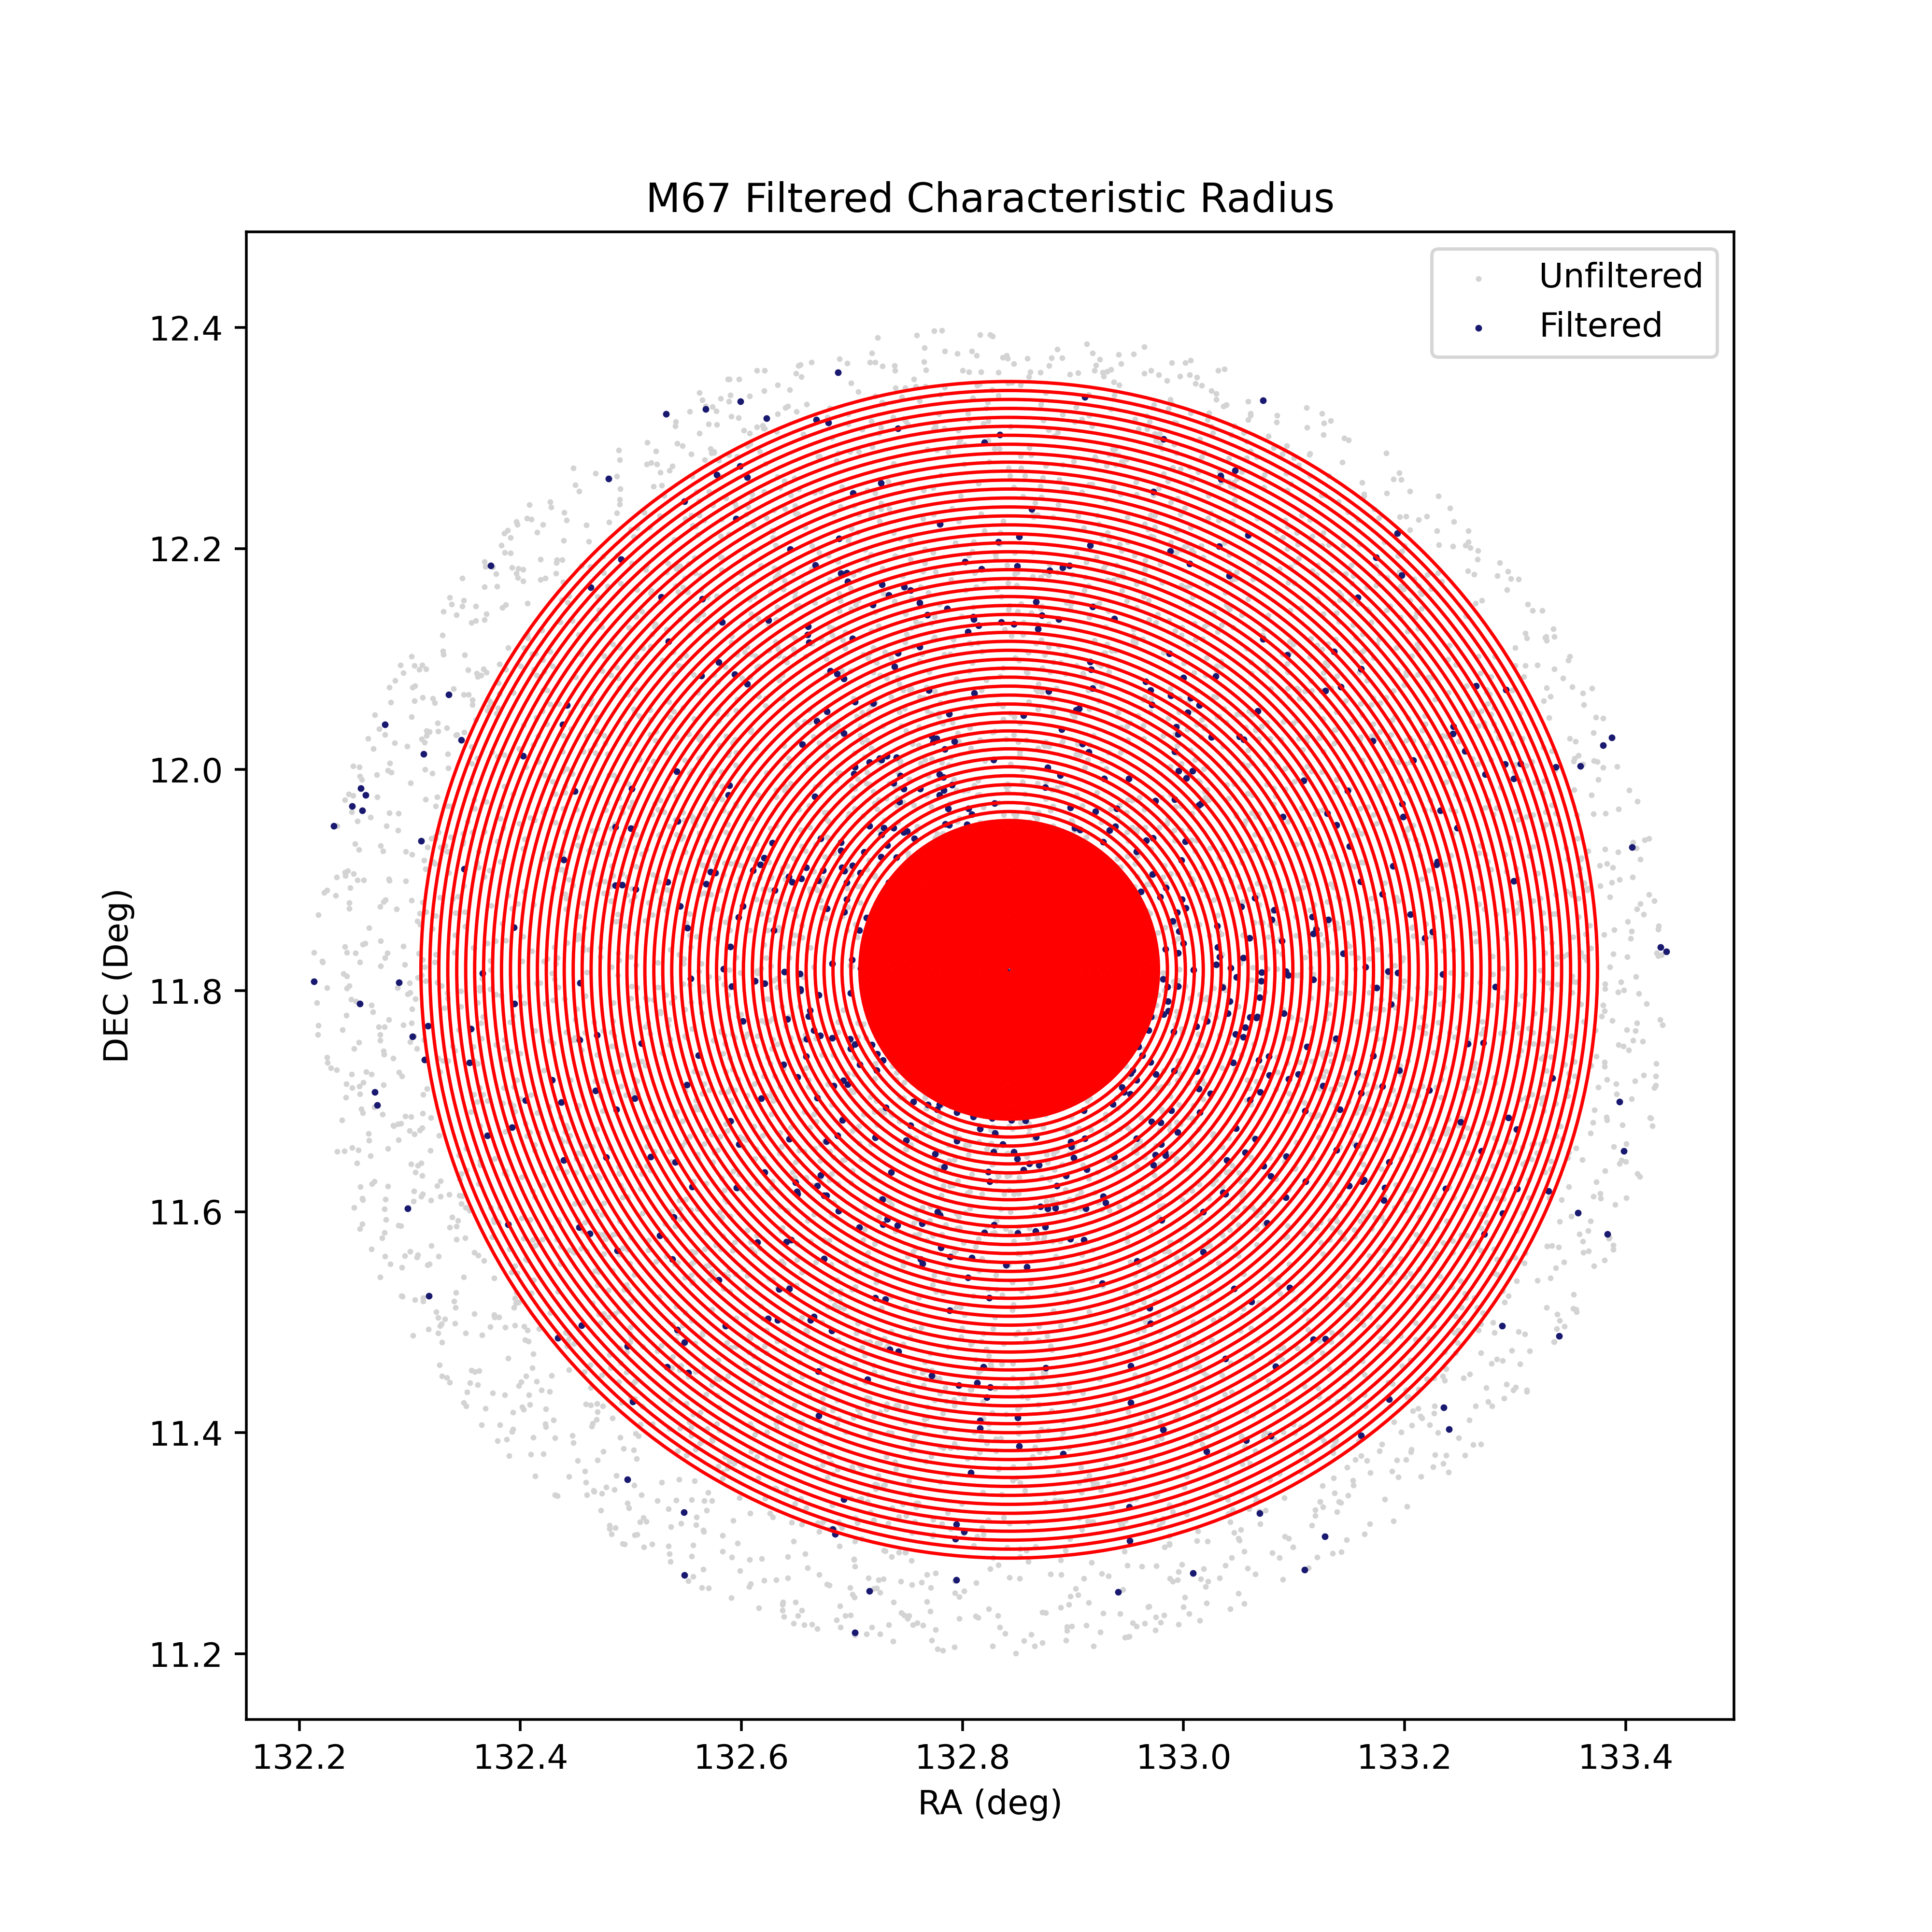 M67 Filtered Characteristic Radius
Unfiltered
Filtered
12.4
12.2
12.0
11.8
11.6
11.4
11.2
DEC (Deg)
132.2 132.4 132.6 132.8 133.0 133.2 133.4
RA (deg)